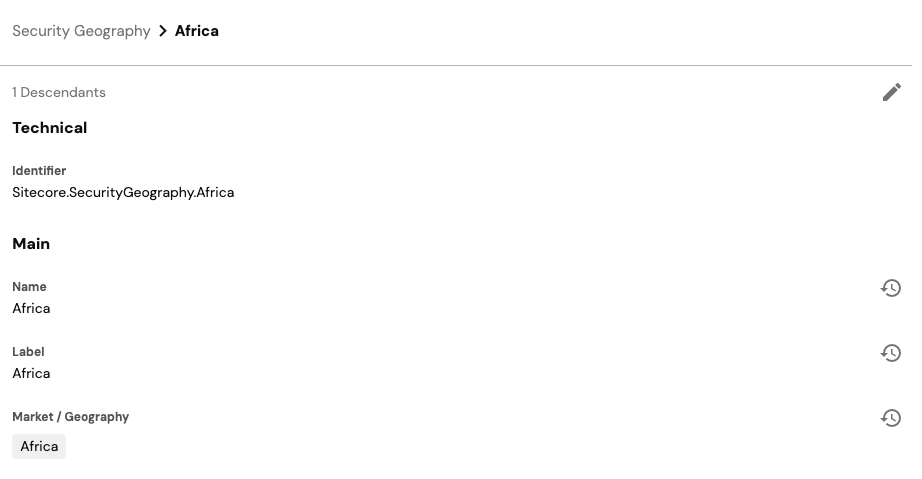 Security Geography > Africa
1 Descendants
Technical
Identifier
Sitecore.SecurityGeography.Africa
Main
Name
Africa
Label
Africa
Market / Geography
Africa